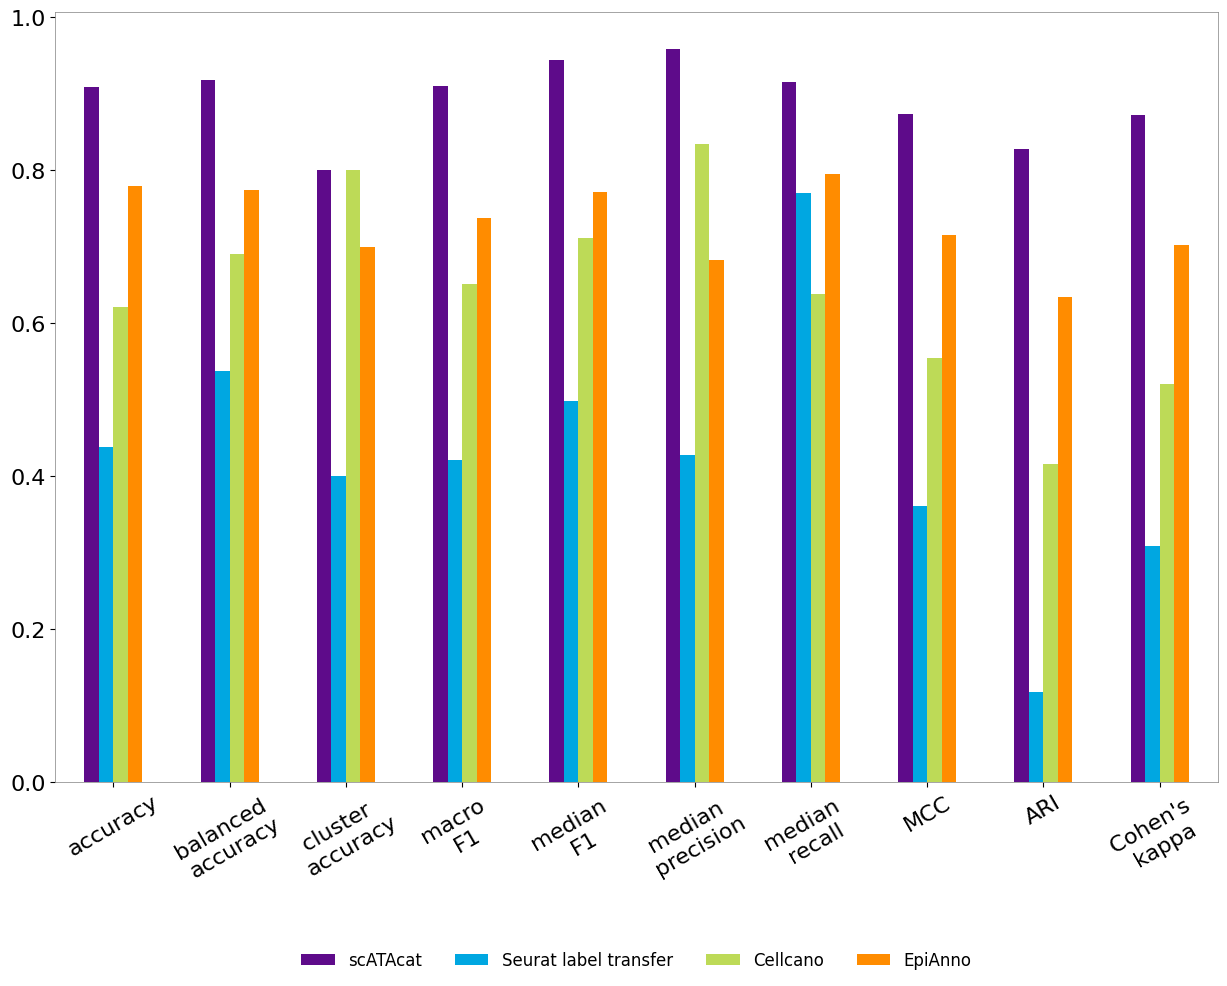 1.0
0.8
0.6
0.4
0.2
0.0
accuracy
balanced
accuracy
cluster
accuracy
macro
F1
median
F1
median
precision
median
recall
MCC
ARI
Cohen's
kappa
scATAcat
Seurat label transfer
Cellcano
EpiAnno